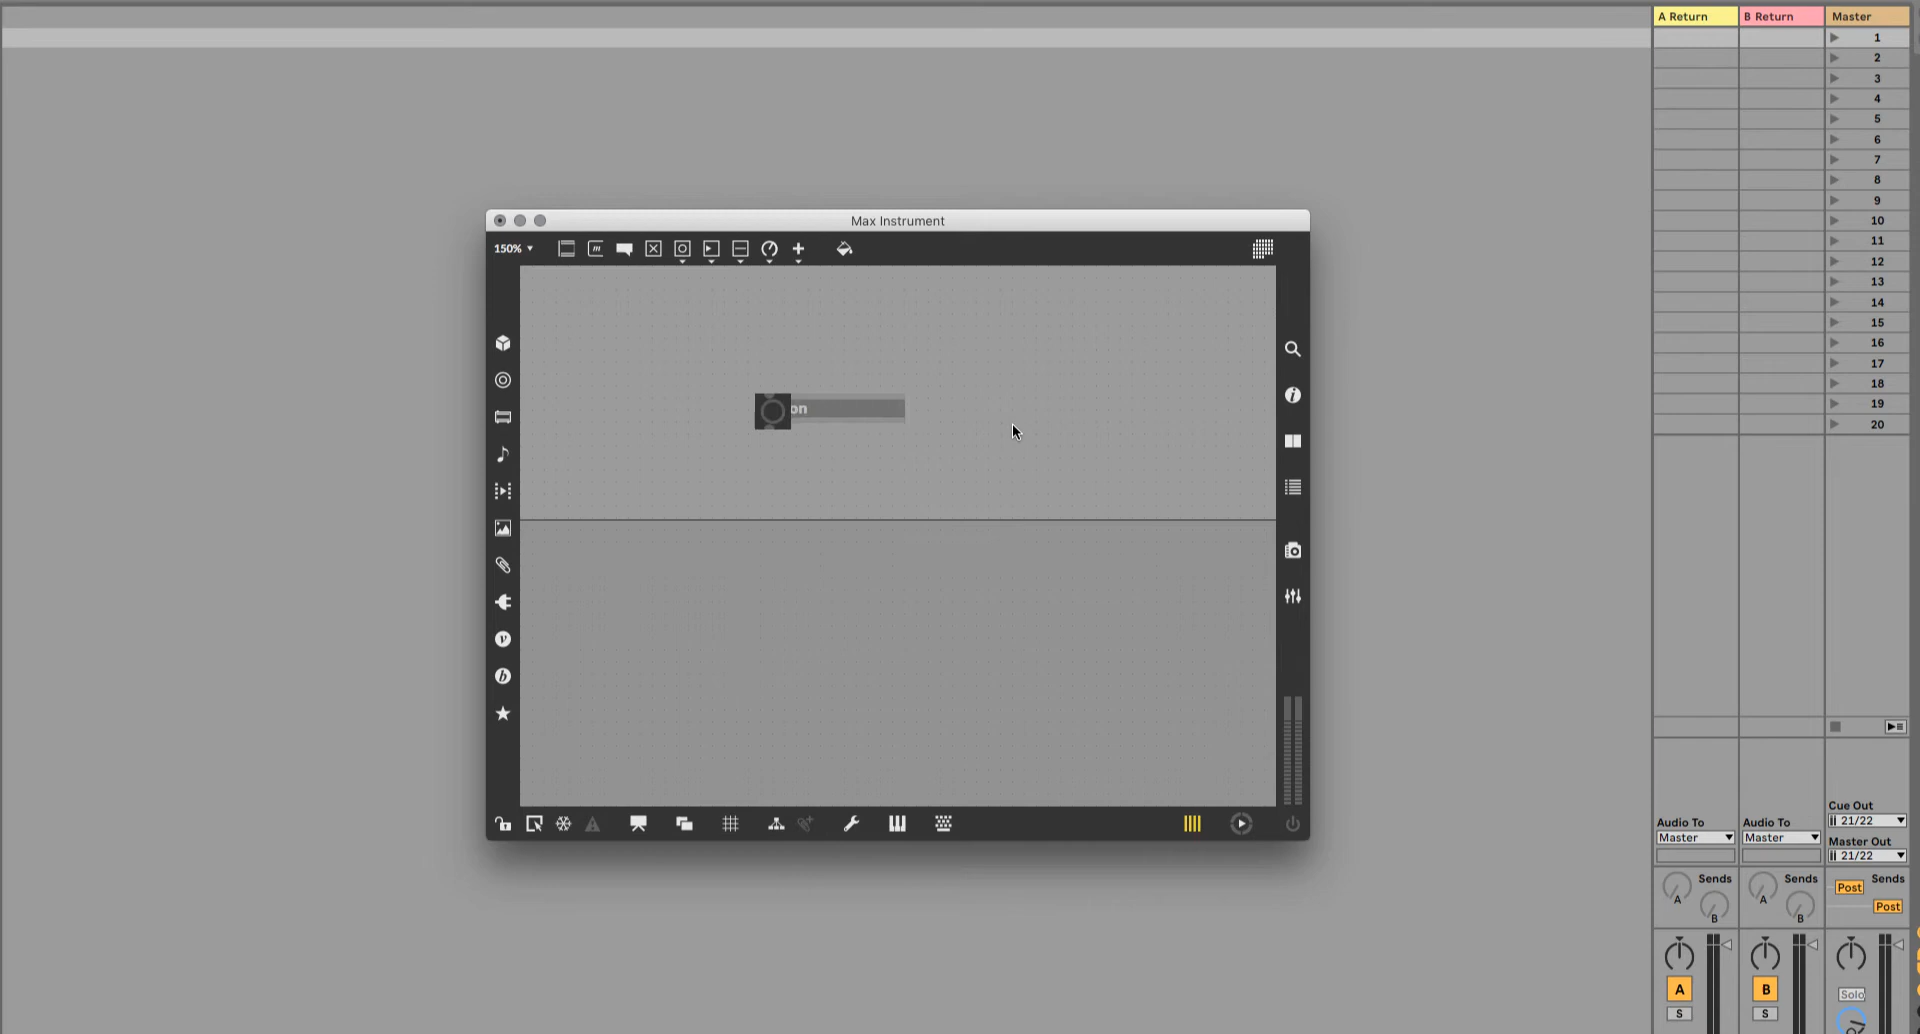 A Return
B Return
Master
1
2
3
4
5
6
7
8
9
10
11
12
13
14
15
16
17
18
19
20
Max Instrument
150%
m
on
i
v
b
Cue Out
21/22
Audio To
Audio To
Master
Master
Master Out
21/22
Sends
Sends
Sends
A
B
A
B
Post
Post
A
B
Solo
S
S